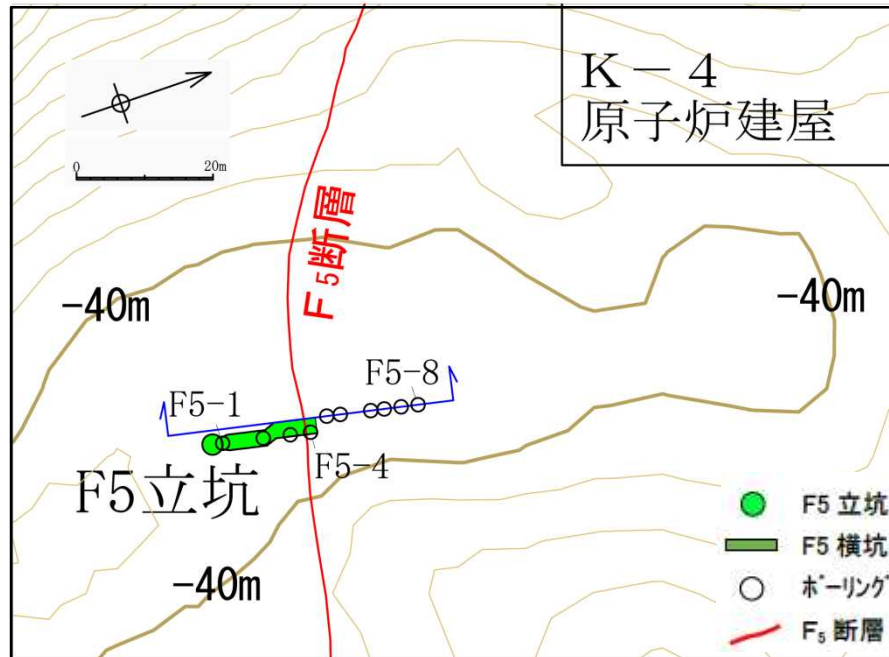 K－4
原子炉建屋
0 20m
F5断層
-40m
-40m
F5-8
F5-1
F5-4
F5立坑
-40m
F5 立坑
F5 横坑
ﾎﾞｰﾘﾝｸﾞ
F5 断層